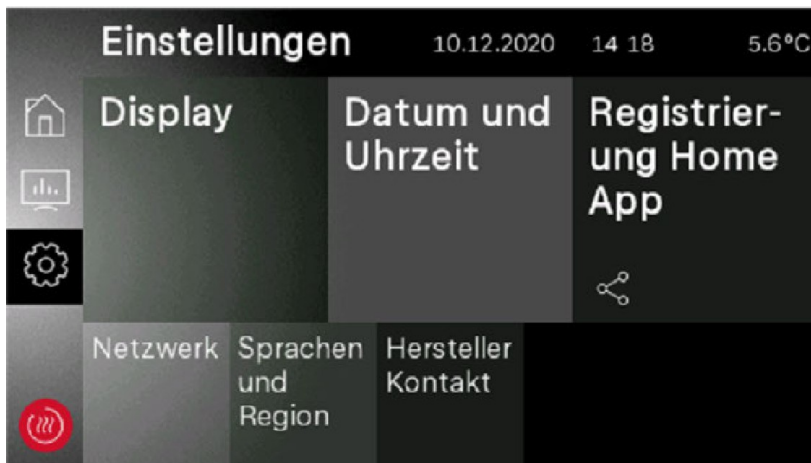 Einstellungen 10.12.2020 14 18 5.6°C
Display
Datum und
Uhrzeit
Registrier-
ung Home
App
Netzwerk
Sprachen
und
Region
Hersteller
Kontakt